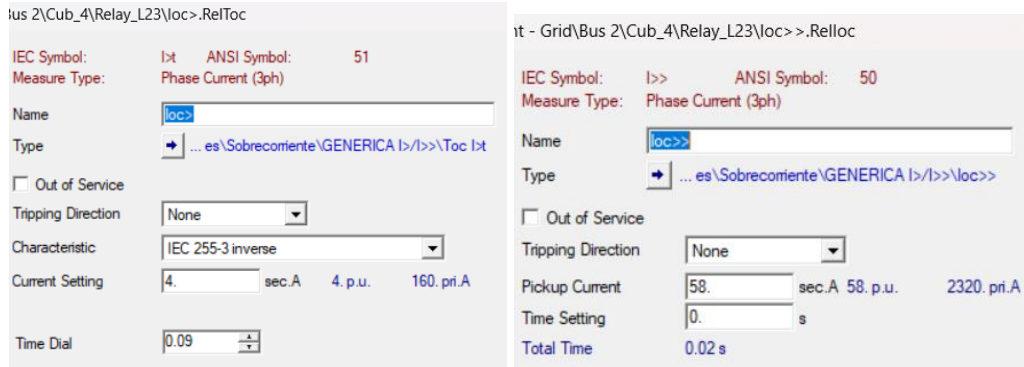 Bus 2\Cub_4\Relay_L23\Ioc>.RelToc
IEC Symbol: I>t ANSI Symbol: 51
Measure Type: Phase Current (3ph)
Name Ioc>
Type ... es\Sobrecorriente\GENERICA I>/I>>\Toc I>t
Out of Service
Tripping Direction None
Characteristic IEC 255-3 inverse
Current Setting 4. sec.A 4. p.u. 160. pri.A
Time Dial 0.09
nt - Grid\Bus 2\Cub_4\Relay_L23\Ioc>>.RelIoc
IEC Symbol: I>> ANSI Symbol: 50
Measure Type: Phase Current (3ph)
Name Ioc>>
Type ... es\Sobrecorriente\GENERICA I>/I>>\Ioc>>
Out of Service
Tripping Direction None
Pickup Current 58. sec.A 58. p.u. 2320. pri.A
Time Setting 0. s
Total Time 0.02 s